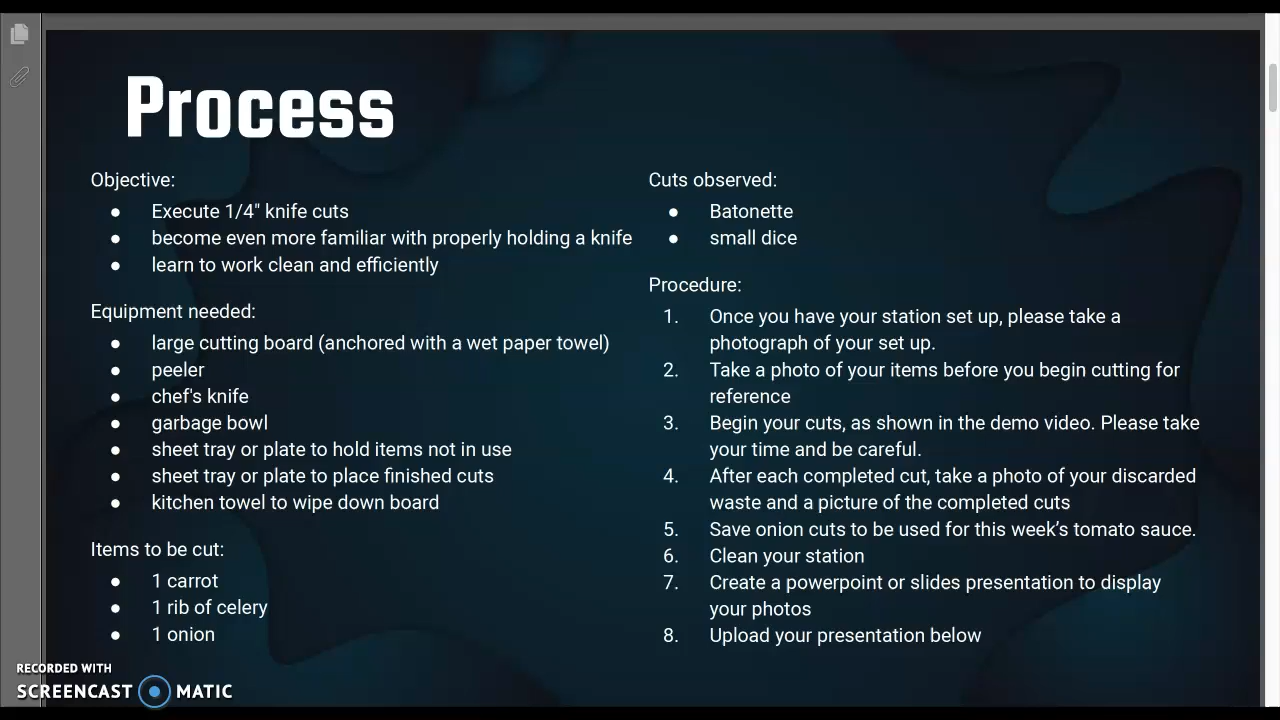 Process
Objective:
● Execute 1/4" knife cuts
● become even more familiar with properly holding a knife
● learn to work clean and efficiently
Equipment needed:
● large cutting board (anchored with a wet paper towel)
● peeler
● chef's knife
● garbage bowl
● sheet tray or plate to hold items not in use
● sheet tray or plate to place finished cuts
● kitchen towel to wipe down board
Items to be cut:
● 1 carrot
● 1 rib of celery
● 1 onion
Cuts observed:
● Batonette
● small dice
Procedure:
1. Once you have your station set up, please take a
photograph of your set up.
2. Take a photo of your items before you begin cutting for
reference
3. Begin your cuts, as shown in the demo video. Please take
your time and be careful.
4. After each completed cut, take a photo of your discarded
waste and a picture of the completed cuts
5. Save onion cuts to be used for this week’s tomato sauce.
6. Clean your station
7. Create a powerpoint or slides presentation to display
your photos
8. Upload your presentation below
RECORDED WITH
SCREENCAST MATIC